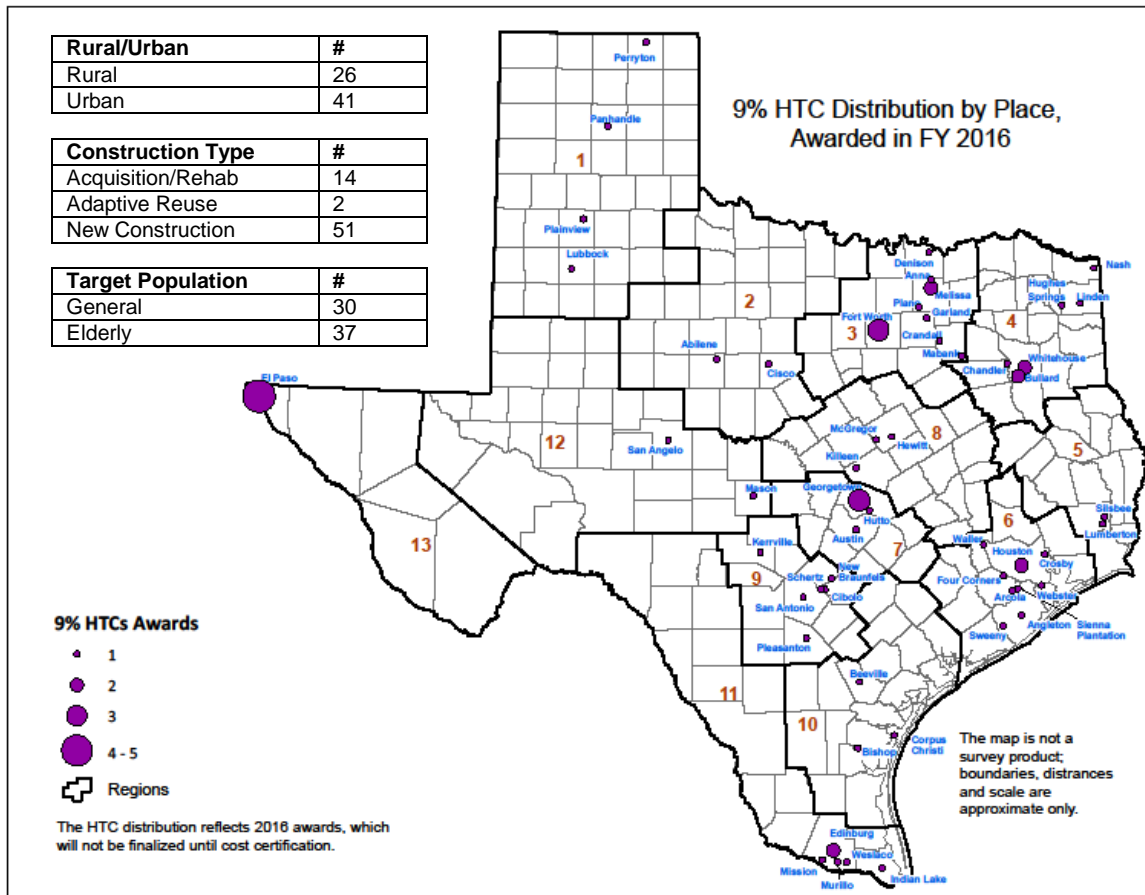 Rural/Urban #
Rural 26
Urban 41
Construction Type #
Acquisition/Rehab 14
Adaptive Reuse 2
New Construction 51
Target Population #
General 30
Elderly 37
9% HTC Distribution by Place,
Awarded in FY 2016
Perryton
Panhandle
1
Plainview
Lubbock
2
Abilene
Cisco
Denison
Anna
Melissa
Plano
Garland
Fort Worth
3
Crandall
Mabank
Nash
Hughes
Springs
Linden
4
Chandler
Whitehouse
Bullard
El Paso
12
San Angelo
Mason
McGregor
Hewitt
8
Killeen
5
Silsbee
Lumberton
Georgetown
Hutto
Austin
7
6
Waller
Houston
Crosby
Four Corners
Arcola
Webster
Sweeny
Angleton
Sienna
Plantation
13
Kerrville
9
Schertz
New
Braunfels
Cibolo
San Antonio
Pleasanton
11
10
Beeville
Bishop
Corpus
Christi
Edinburg
Mission
Weslaco
Murillo
Indian Lake
9% HTCs Awards
1
2
3
4 - 5
Regions
The HTC distribution reflects 2016 awards, which
will not be finalized until cost certification.
The map is not a
survey product;
boundaries, distrances
and scale are
approximate only.